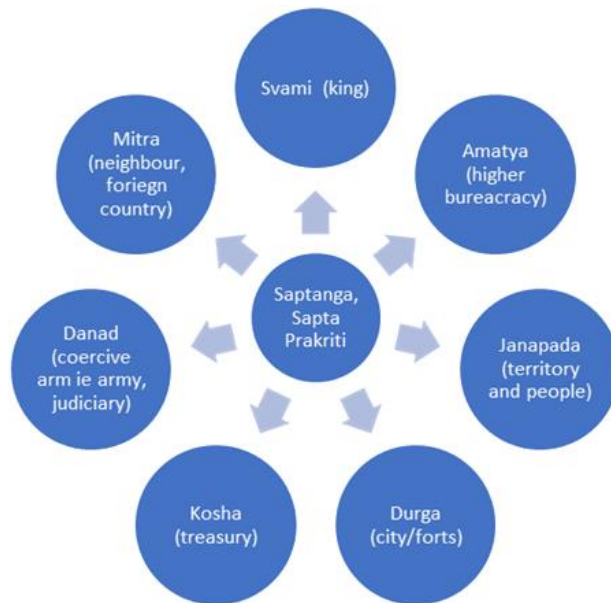 Svami (king)
Amatya
(higher
bureacracy)
Janapada
(territory
and people)
Durga
(city/forts)
Kosha
(treasury)
Danad
(coercive
arm ie army,
judiciary)
Mitra
(neighbour,
foriegn
country)
Saptanga,
Sapta
Prakriti